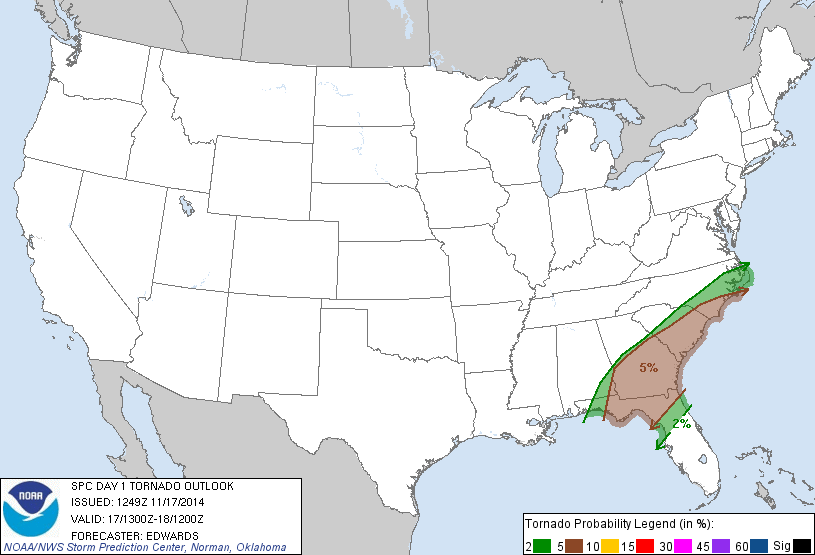 5%
2%
SPC DAY 1 TORNADO OUTLOOK
ISSUED: 1249Z 11/17/2014
VALID: 17/1300Z-18/1200Z
FORECASTER: EDWARDS
NOAA/NWS Storm Prediction Center, Norman, Oklahoma
NOAA
Tornado Probability Legend (in %):
2 5 10 15 30 45 60 Sig